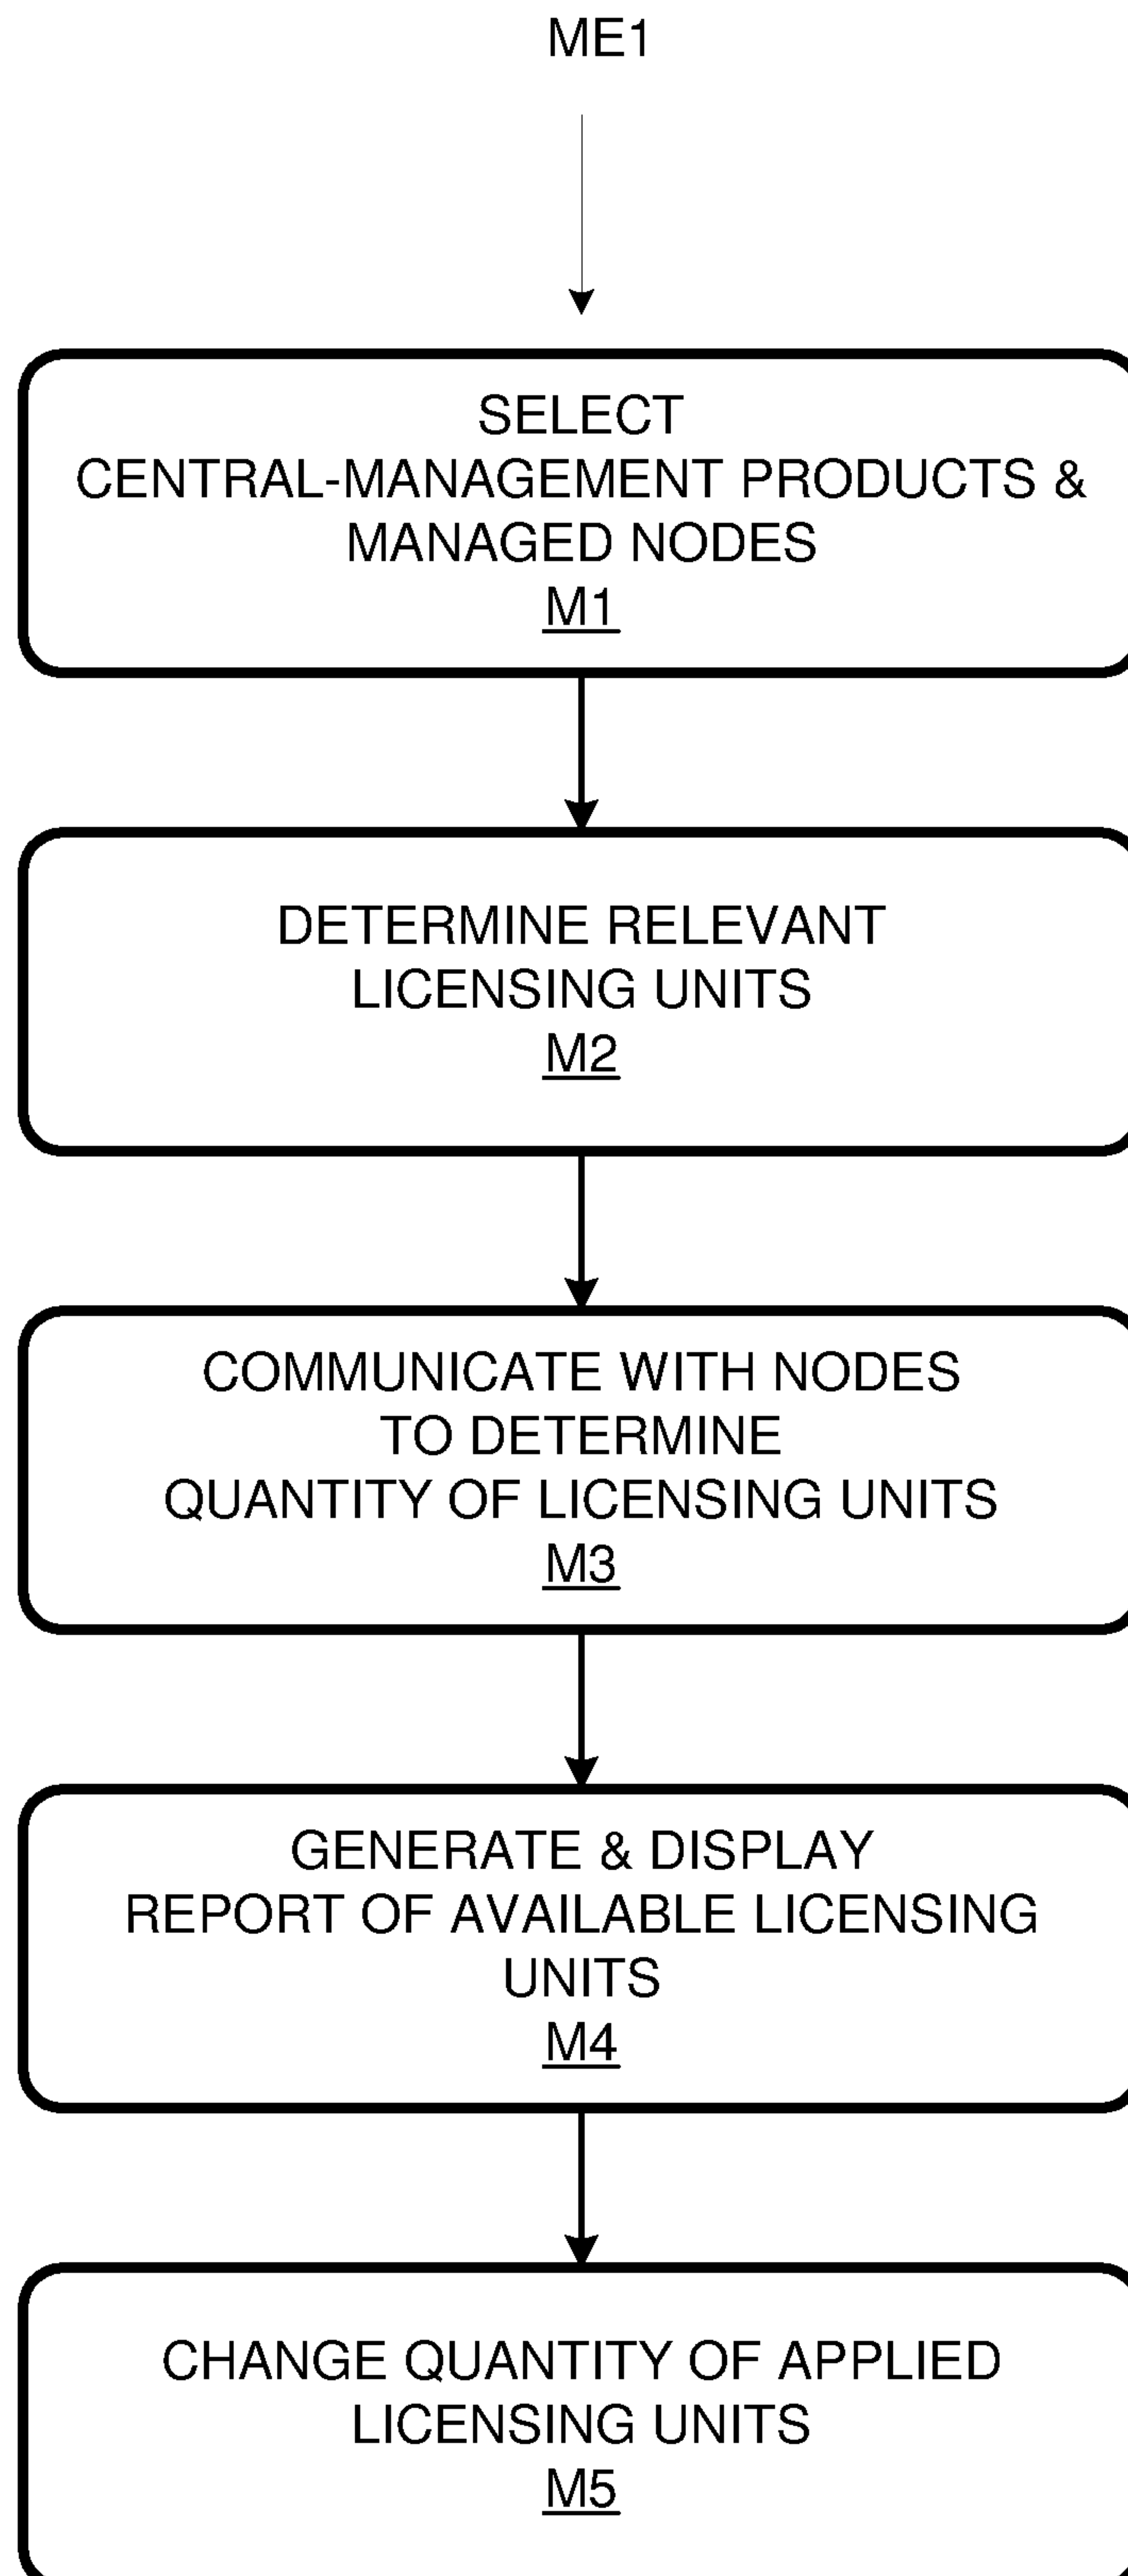 ME1
SELECT
CENTRAL-MANAGEMENT PRODUCTS &
MANAGED NODES
M1
DETERMINE RELEVANT
LICENSING UNITS
M2
COMMUNICATE WITH NODES
TO DETERMINE
QUANTITY OF LICENSING UNITS
M3
GENERATE & DISPLAY
REPORT OF AVAILABLE LICENSING
UNITS
M4
CHANGE QUANTITY OF APPLIED
LICENSING UNITS
M5